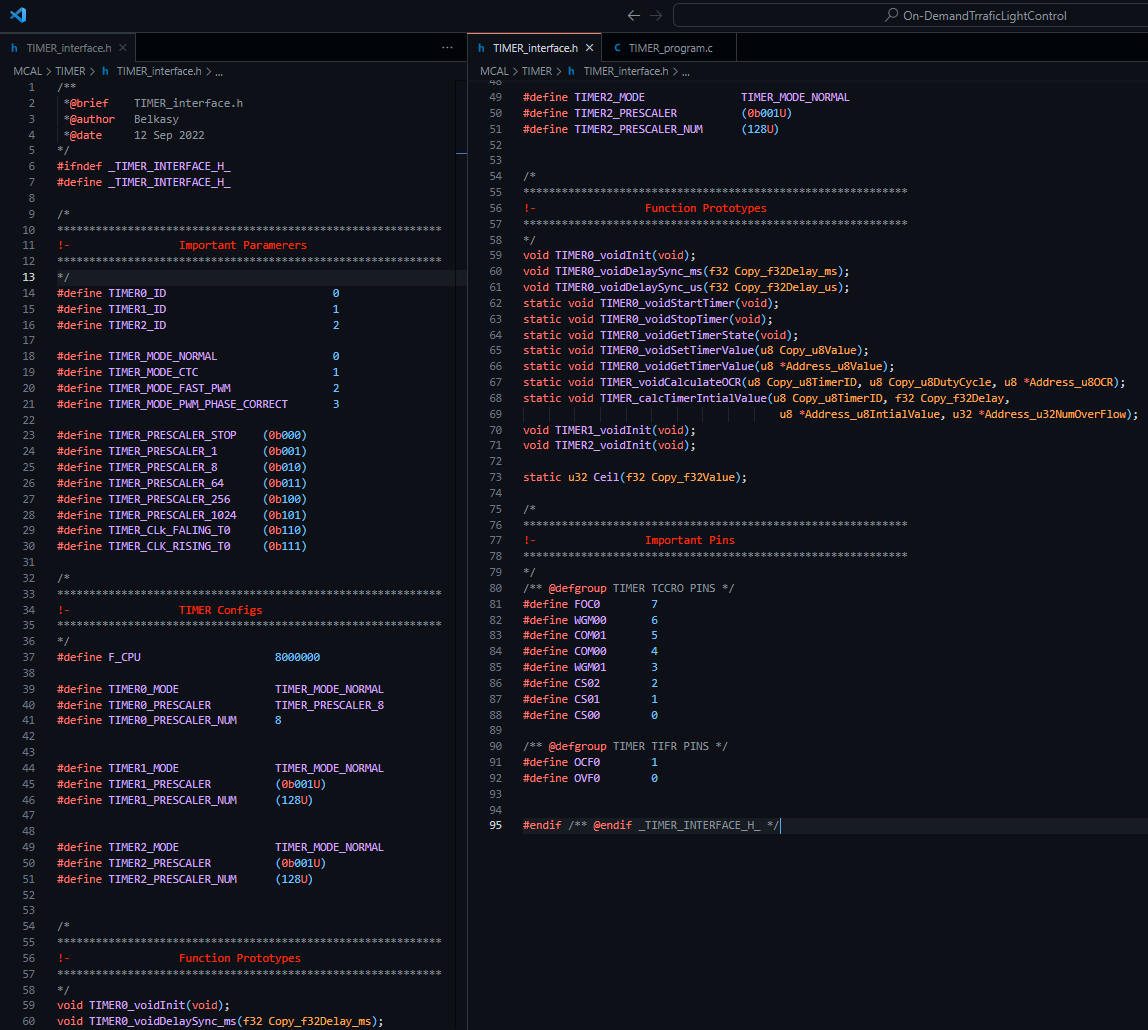 On-DemandTrraficLightControl
TIMER_interface.h
MCAL > TIMER > h TIMER_interface.h > ...
1 /**
2 *@brief TIMER_interface.h
3 *@author Belkasy
4 *@date 12 Sep 2022
5 */
6 #ifndef _TIMER_INTERFACE_H_
7 #define _TIMER_INTERFACE_H_
8
9 /*
10 ************************************************************
11 !- Important Paramerers
12 ************************************************************
13 */
14 #define TIMER0_ID 0
15 #define TIMER1_ID 1
16 #define TIMER2_ID 2
17
18 #define TIMER_MODE_NORMAL 0
19 #define TIMER_MODE_CTC 1
20 #define TIMER_MODE_FAST_PWM 2
21 #define TIMER_MODE_PWM_PHASE_CORRECT 3
22
23 #define TIMER_PRESCALER_STOP (0b000)
24 #define TIMER_PRESCALER_1 (0b001)
25 #define TIMER_PRESCALER_8 (0b010)
26 #define TIMER_PRESCALER_64 (0b011)
27 #define TIMER_PRESCALER_256 (0b100)
28 #define TIMER_PRESCALER_1024 (0b101)
29 #define TIMER_CLk_FALING_T0 (0b110)
30 #define TIMER_CLK_RISING_T0 (0b111)
31
32 /*
33 ************************************************************
34 !- TIMER Configs
35 ************************************************************
36 */
37 #define F_CPU 8000000
38
39 #define TIMER0_MODE TIMER_MODE_NORMAL
40 #define TIMER0_PRESCALER TIMER_PRESCALER_8
41 #define TIMER0_PRESCALER_NUM 8
42
43
44 #define TIMER1_MODE TIMER_MODE_NORMAL
45 #define TIMER1_PRESCALER (0b001U)
46 #define TIMER1_PRESCALER_NUM (128U)
47
48
49 #define TIMER2_MODE TIMER_MODE_NORMAL
50 #define TIMER2_PRESCALER (0b001U)
51 #define TIMER2_PRESCALER_NUM (128U)
52
53
54 /*
55 ************************************************************
56 !- Function Prototypes
57 ************************************************************
58 */
59 void TIMER0_voidInit(void);
60 void TIMER0_voidDelaySync_ms(f32 Copy_f32Delay_ms);
h TIMER_interface.h C TIMER_program.c
MCAL > TIMER > h TIMER_interface.h > ...
48
49 #define TIMER2_MODE TIMER_MODE_NORMAL
50 #define TIMER2_PRESCALER (0b001U)
51 #define TIMER2_PRESCALER_NUM (128U)
52
53
54 /*
55 ************************************************************
56 !- Function Prototypes
57 ************************************************************
58 */
59 void TIMER0_voidInit(void);
60 void TIMER0_voidDelaySync_ms(f32 Copy_f32Delay_ms);
61 void TIMER0_voidDelaySync_us(f32 Copy_f32Delay_us);
62 static void TIMER0_voidStartTimer(void);
63 static void TIMER0_voidStopTimer(void);
64 static void TIMER0_voidGetTimerState(void);
65 static void TIMER0_voidSetTimerValue(u8 Copy_u8Value);
66 static void TIMER0_voidGetTimerValue(u8 *Address_u8Value);
67 static void TIMER_voidCalculateOCR(u8 Copy_u8TimerID, u8 Copy_u8DutyCycle, u8 *Address_u8OCR);
68 static void TIMER_calcTimerIntialValue(u8 Copy_u8TimerID, f32 Copy_f32Delay,
69 u8 *Address_u8IntialValue, u32 *Address_u32NumOverFlow);
70 void TIMER1_voidInit(void);
71 void TIMER2_voidInit(void);
72
73 static u32 Ceil(f32 Copy_f32Value);
74
75 /*
76 ************************************************************
77 !- Important Pins
78 ************************************************************
79 */
80 /** @defgroup TIMER TCCRO PINS */
81 #define FOC0 7
82 #define WGM00 6
83 #define COM01 5
84 #define COM00 4
85 #define WGM01 3
86 #define CS02 2
87 #define CS01 1
88 #define CS00 0
89
90 /** @defgroup TIMER TIFR PINS */
91 #define OCF0 1
92 #define OVF0 0
93
94
95 #endif /** @endif _TIMER_INTERFACE_H_ */